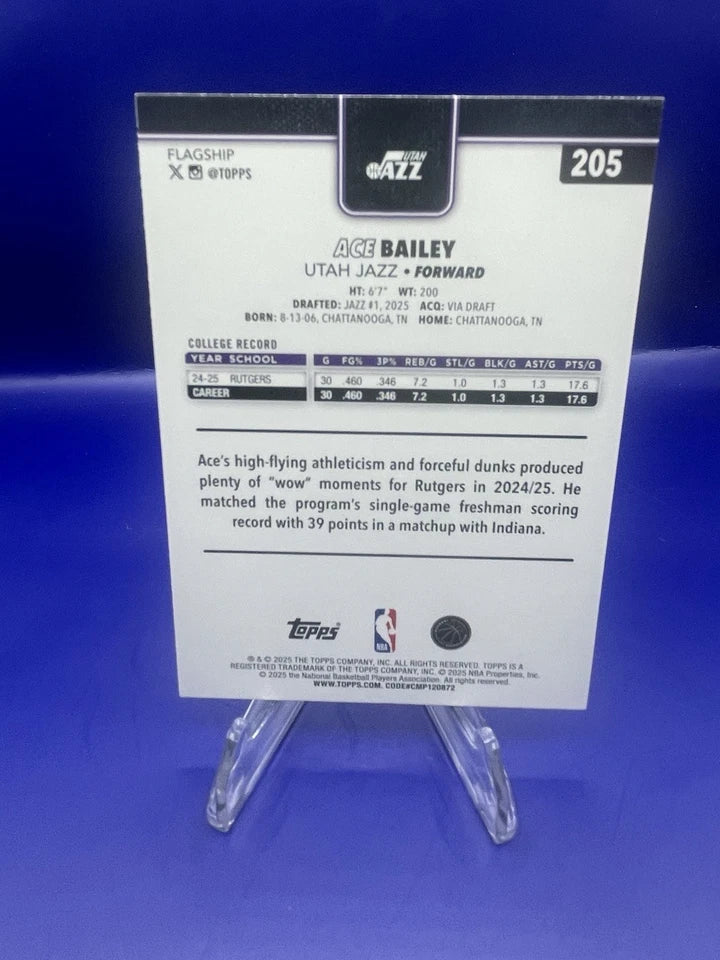 FLAGSHIP
X @TOPPS
UTAH
JAZZ
205
ACE BAILEY
UTAH JAZZ • FORWARD
HT: 6'7" WT: 200
DRAFTED: JAZZ #1, 2025 ACQ: VIA DRAFT
BORN: 8-13-06, CHATTANOOGA, TN HOME: CHATTANOOGA, TN
COLLEGE RECORD
YEAR SCHOOL G FG% 3P% REB/G STL/G BLK/G AST/G PTS/G
24-25 RUTGERS 30 .460 .346 7.2 1.0 1.3 1.3 17.6
CAREER 30 .460 .346 7.2 1.0 1.3 1.3 17.6
Ace's high-flying athleticism and forceful dunks produced
plenty of "wow" moments for Rutgers in 2024/25. He
matched the program's single-game freshman scoring
record with 39 points in a matchup with Indiana.
Topps®
NBA
® & © 2025 THE TOPPS COMPANY, INC. ALL RIGHTS RESERVED. TOPPS IS A
REGISTERED TRADEMARK OF THE TOPPS COMPANY, INC. © 2025 NBA Properties, Inc.
© 2025 the National Basketball Players Association. All rights reserved.
WWW.TOPPS.COM. CODE#CMP120872